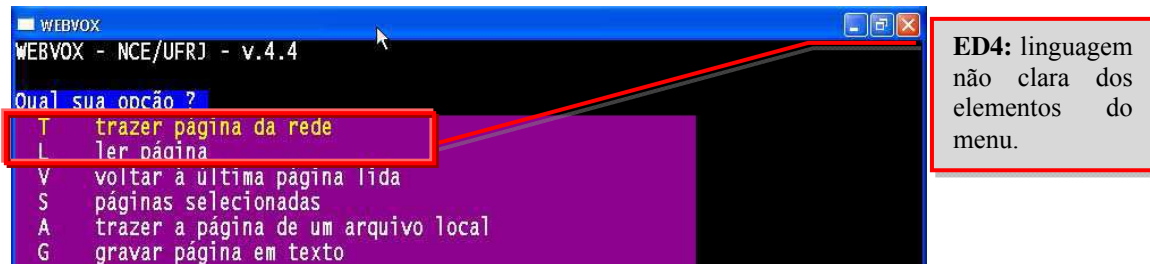 WEBVOX
WEBVOX - NCE/UFRJ - v.4.4
Qual sua opção ?
T trazer página da rede
L ler página
V voltar à última página lida
S páginas selecionadas
A trazer a página de um arquivo local
G gravar página em texto
ED4: linguagem
não clara dos
elementos do
menu.